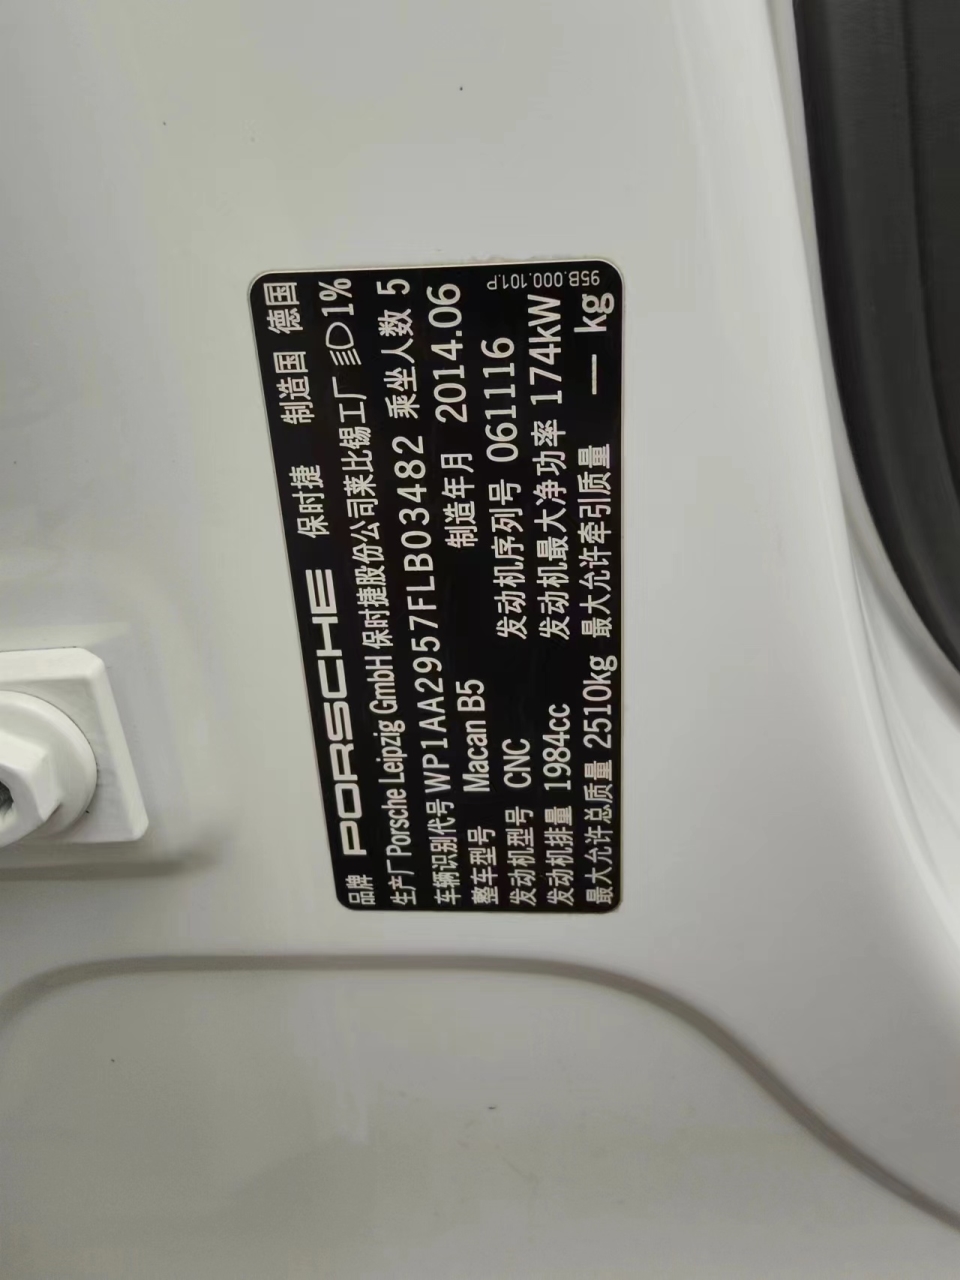 品牌 PORSCHE 保时捷 制造国 德国
生产厂 Porsche Leipzig GmbH 保时捷股份公司莱比锡工厂 1%
车辆识别代号 WP1AA2957FLB03482 乘坐人数 5
整车型号 Macan B5 制造年月 2014.06
发动机型号 CNC 发动机序列号 061116
发动机排量 1984cc 发动机最大净功率 174kW
最大允许总质量 2510kg 最大允许牵引质量 — kg
95B.000.101.P